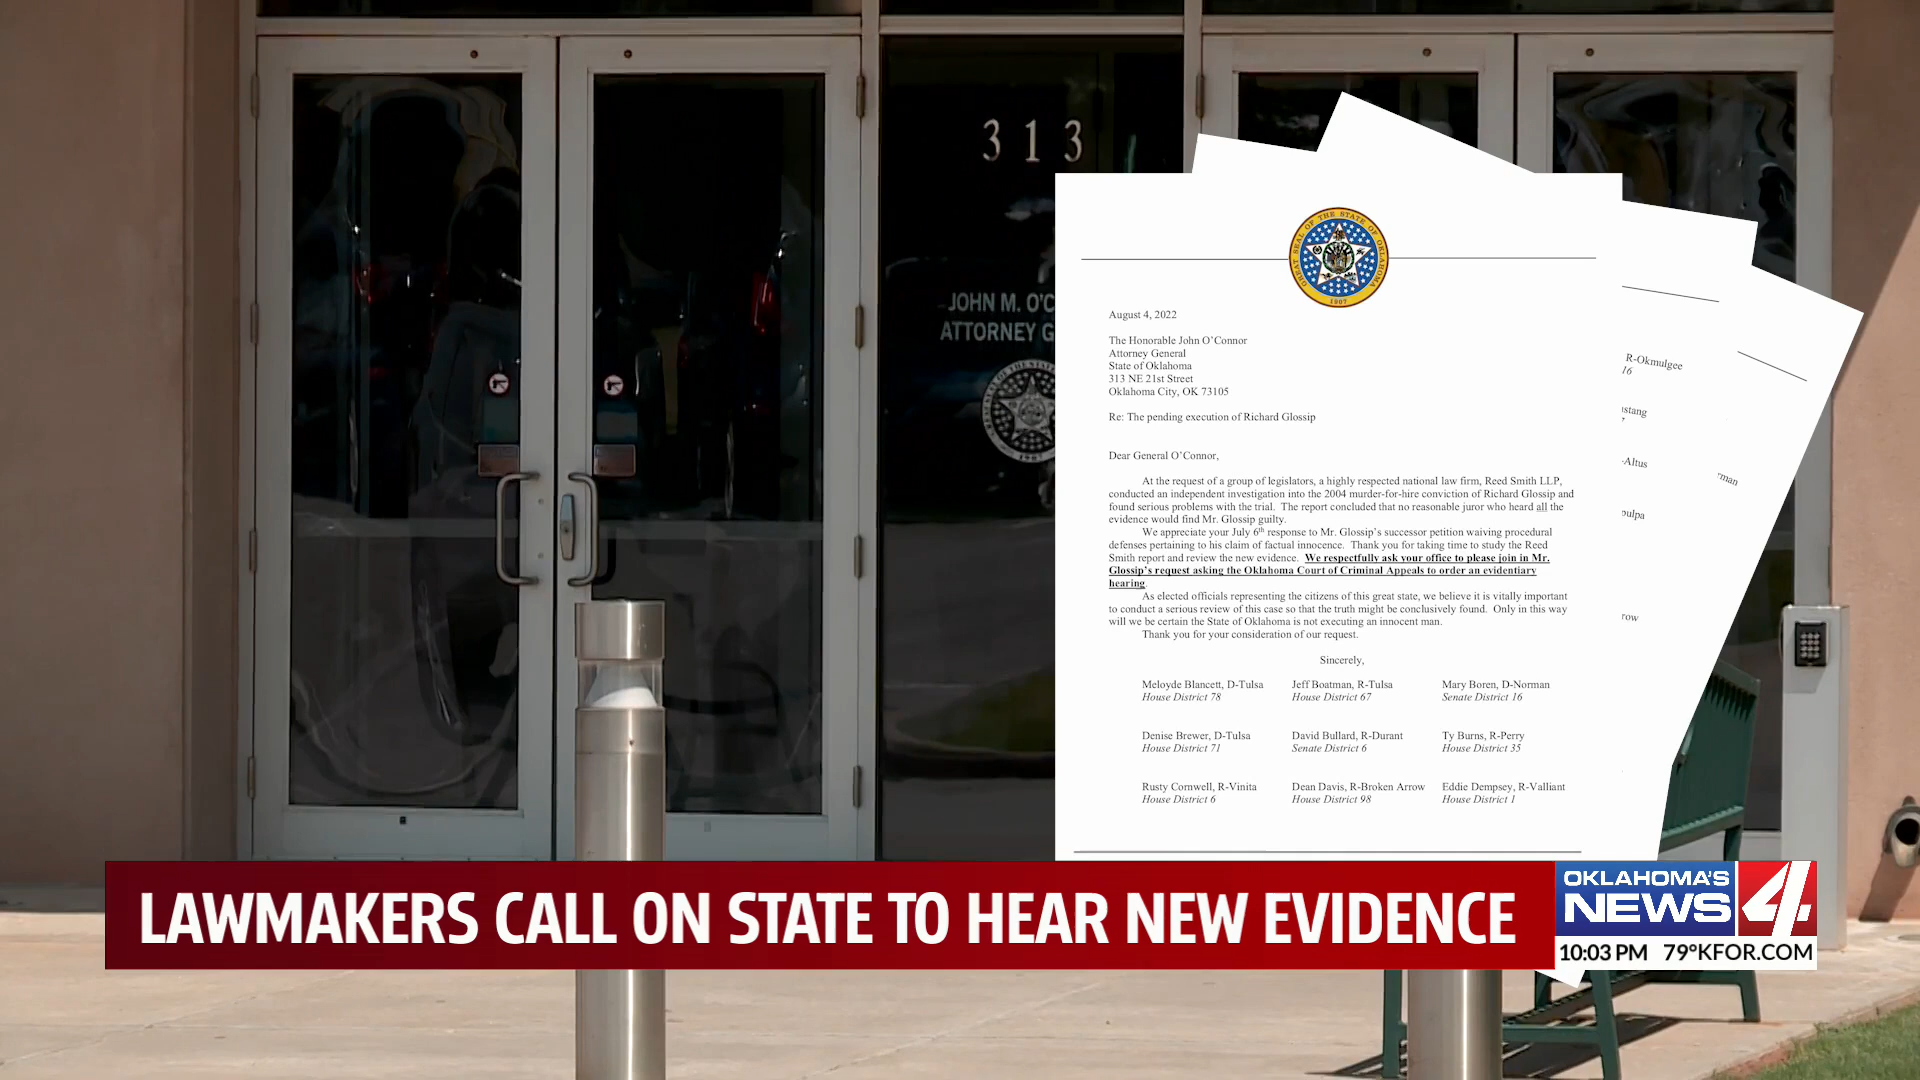 313
JOHN M. O'C
ATTORNEY G
GREAT SEAL OF THE STATE OF OKLAHOMA
1907
August 4, 2022
The Honorable John O'Connor
Attorney General
State of Oklahoma
313 NE 21st Street
Oklahoma City, OK 73105
Re: The pending execution of Richard Glossip
Dear General O'Connor,
At the request of a group of legislators, a highly respected national law firm, Reed Smith LLP,
conducted an independent investigation into the 2004 murder-for-hire conviction of Richard Glossip and
found serious problems with the trial. The report concluded that no reasonable juror who heard all the
evidence would find Mr. Glossip guilty.
We appreciate your July 6th response to Mr. Glossip's successor petition waiving procedural
defenses pertaining to his claim of factual innocence. Thank you for taking time to study the Reed
Smith report and review the new evidence. We respectfully ask your office to please join in Mr.
Glossip's request asking the Oklahoma Court of Criminal Appeals to order an evidentiary
hearing.
As elected officials representing the citizens of this great state, we believe it is vitally important
to conduct a serious review of this case so that the truth might be conclusively found. Only in this way
will we be certain the State of Oklahoma is not executing an innocent man.
Thank you for your consideration of our request.
Sincerely,
Meloyde Blancett, D-Tulsa
House District 78
Jeff Boatman, R-Tulsa
House District 67
Mary Boren, D-Norman
Senate District 16
Denise Brewer, D-Tulsa
House District 71
David Bullard, R-Durant
Senate District 6
Ty Burns, R-Perry
House District 35
Rusty Cornwell, R-Vinita
House District 6
Dean Davis, R-Broken Arrow
House District 98
Eddie Dempsey, R-Valliant
House District 1
R-Okmulgee
16
stang
-Altus
pulpa
row
rman
LAWMAKERS CALL ON STATE TO HEAR NEW EVIDENCE
OKLAHOMA'S
NEWS 4
10:03 PM 79° KFOR.COM